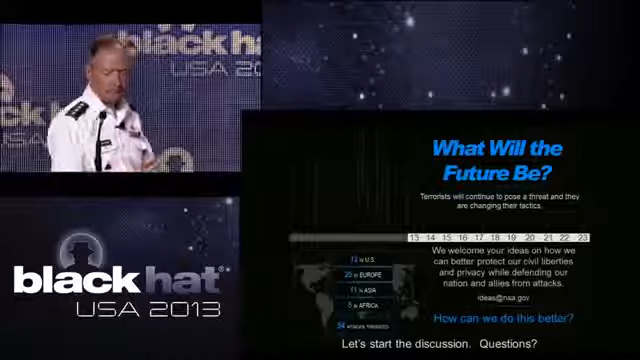 black hat
USA 20
black
USA
black hat®
USA 2013
What Will the
Future Be?
Terrorists will continue to pose a threat and they
are changing their tactics.
13 14 15 16 17 18 19 20 21 22 23
We welcome your ideas on how we
can better protect our civil liberties
and privacy while defending our
nation and allies from attacks.
ideas@nsa.gov
How can we do this better?
IN U.S.
25 IN EUROPE
11 IN ASIA
5 IN AFRICA
54 ATTACKS THWARTED
Let's start the discussion. Questions?